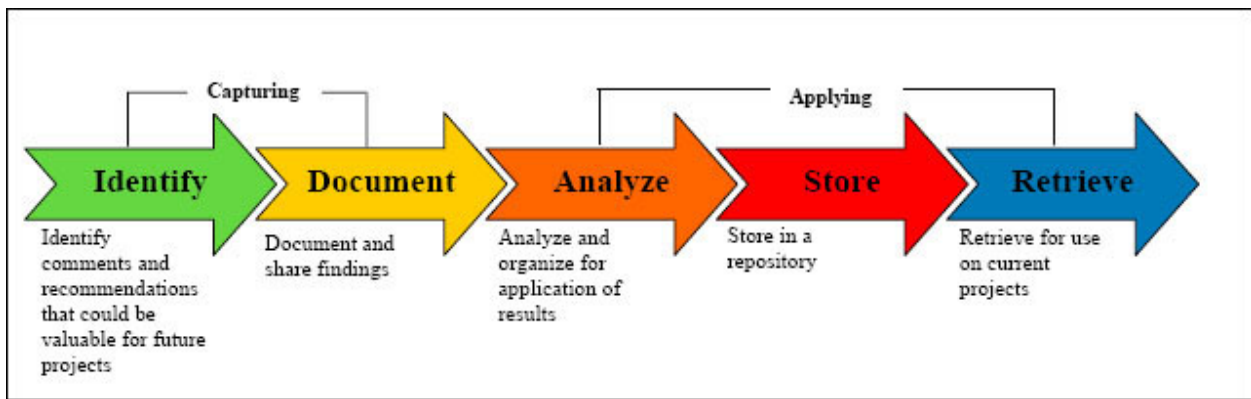 Capturing
Applying
Identify
Document
Analyze
Store
Retrieve
Identify
comments and
recommendations
that could be
valuable for future
projects
Document and
share findings
Analyze and
organize for
application of
results
Store in a
repository
Retrieve for use
on current
projects